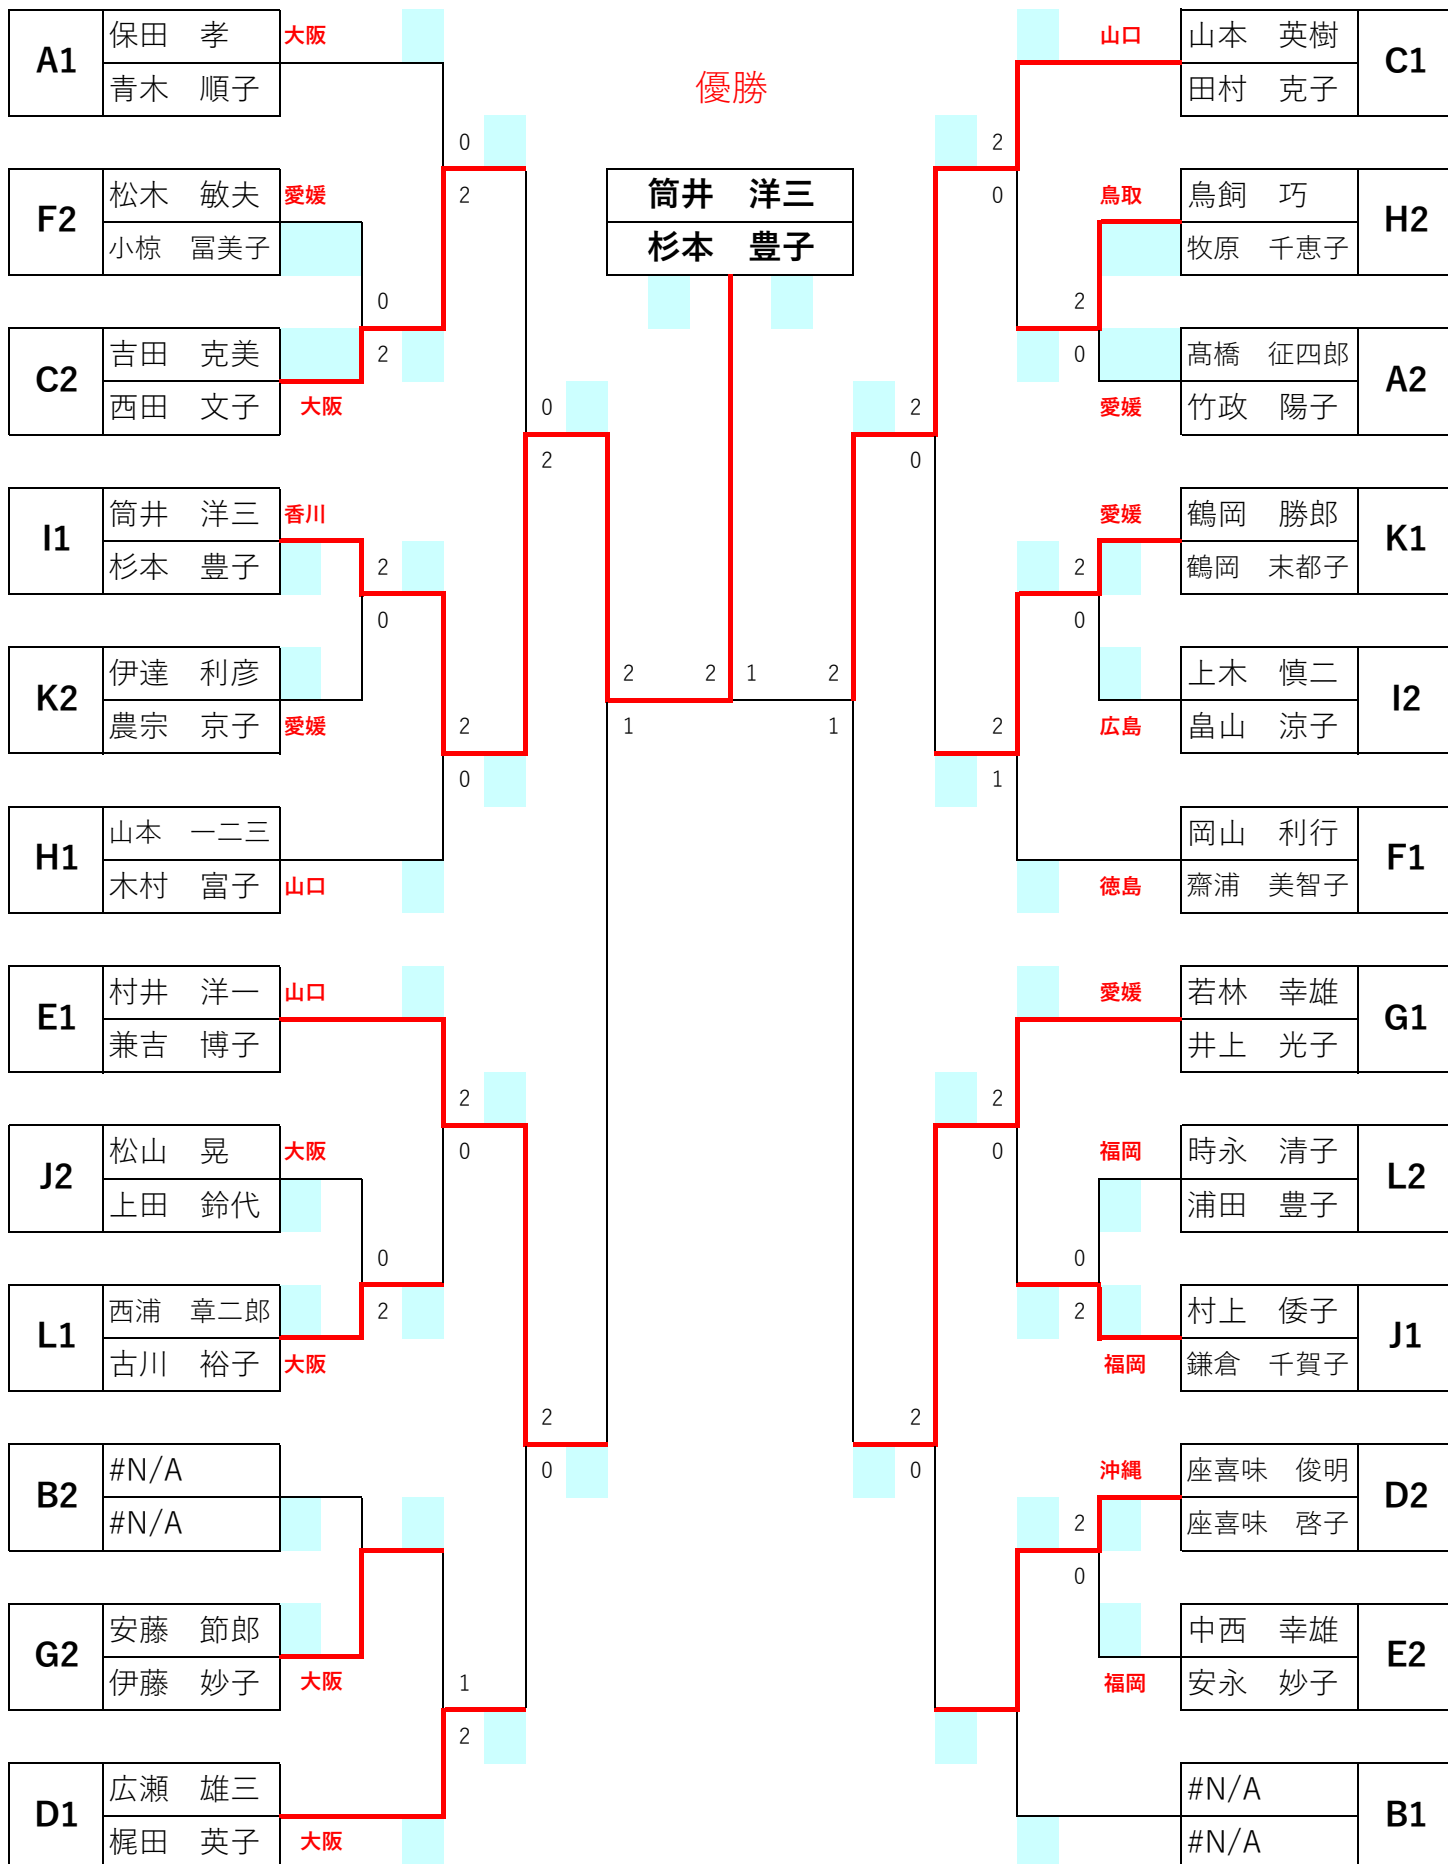 優勝
筒井　洋三
杉本　豊子
A1
保田　孝
大阪
青木　順子
0
2
F2
松木　敏夫
愛媛
小椋　冨美子
0
2
C2
吉田　克美
西田　文子
大阪
0
2
I1
筒井　洋三
香川
杉本　豊子
2
0
K2
伊達　利彦
農宗　京子
愛媛
2
0
H1
山本　一二三
木村　富子
山口
2 2 1 2
1 1
E1
村井　洋一
山口
兼吉　博子
2
0
J2
松山　晃
大阪
上田　鈴代
0
2
L1
西浦　章二郎
古川　裕子
大阪
2
0
B2
#N/A
#N/A
G2
安藤　節郎
伊藤　妙子
大阪
1
2
D1
広瀬　雄三
梶田　英子
大阪
山口
山本　英樹
田村　克子
C1
2
0
鳥取
鳥飼　巧
牧原　千恵子
H2
2
0
髙橋　征四郎
竹政　陽子
愛媛
A2
2
0
愛媛
鶴岡　勝郎
鶴岡　末都子
K1
2
0
上木　慎二
畠山　涼子
広島
I2
2
1
岡山　利行
齋浦　美智子
徳島
F1
愛媛
若林　幸雄
井上　光子
G1
2
0
福岡
時永　清子
浦田　豊子
L2
0
2
村上　倭子
鎌倉　千賀子
福岡
J1
2
0
沖縄
座喜味　俊明
座喜味　啓子
D2
2
0
中西　幸雄
安永　妙子
福岡
E2
#N/A
#N/A
B1